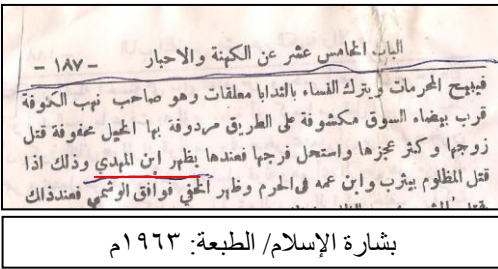 الباب الخامس عشر عن الكهنة والاحبار - ١٨٧ -
فيبيح المحرمات ويترك النساء بالثدايا معلقات وهو صاحب نهب الكوفة
قرب بيضاء السوق مكشوفة على الطريق مردوفة بها الخيل محفوفة قتل
زوجها وكثر عجزها واستحل فرجها فعندها يظهر ابن المهدي وذلك اذا
قتل المظلوم بيثرب وابن عمه في الحرم وظهر الخفي فوافق الوشمي فعندذلك
بشارة الإسلام/ الطبعة: ١٩٦٣م